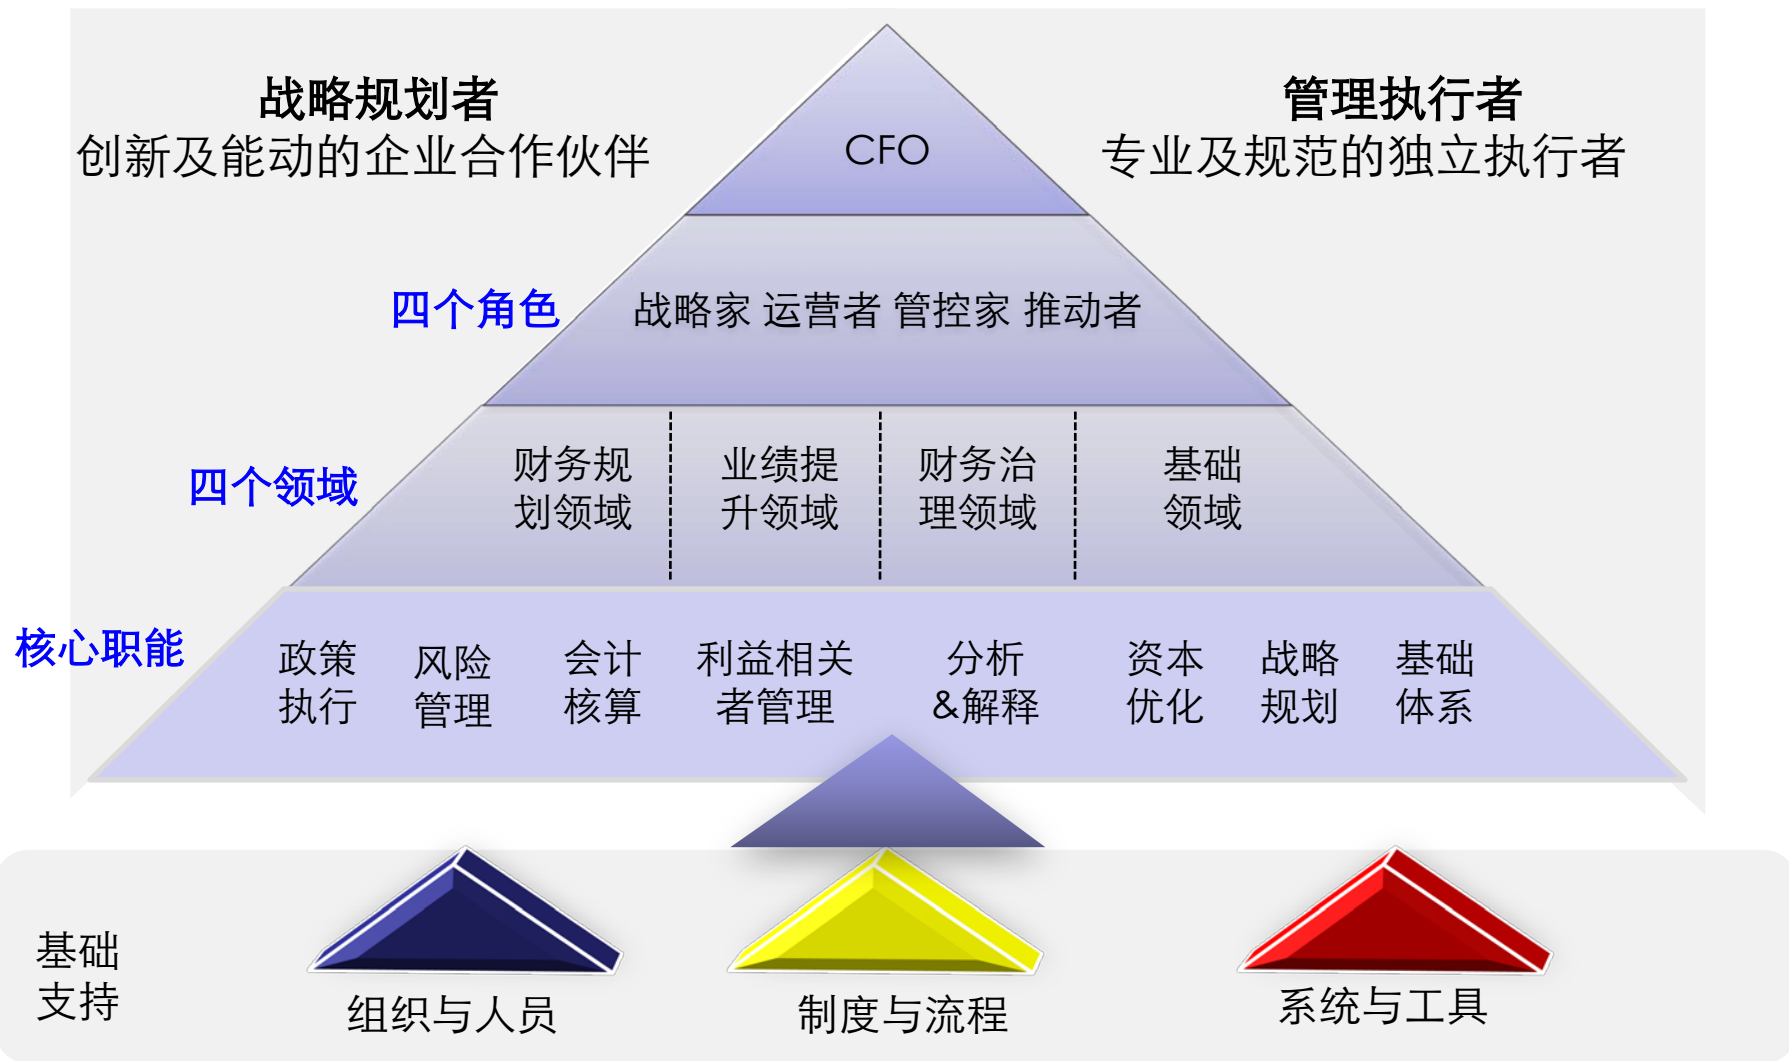 战略规划者
创新及能动的企业合作伙伴
管理执行者
专业及规范的独立执行者
CFO
四个角色
战略家 运营者 管控家 推动者
四个领域
财务规
划领域
业绩提
升领域
财务治
理领域
基础
领域
核心职能
政策
执行
风险
管理
会计
核算
利益相关
者管理
分析
&解释
资本
优化
战略
规划
基础
体系
基础
支持
组织与人员
制度与流程
系统与工具